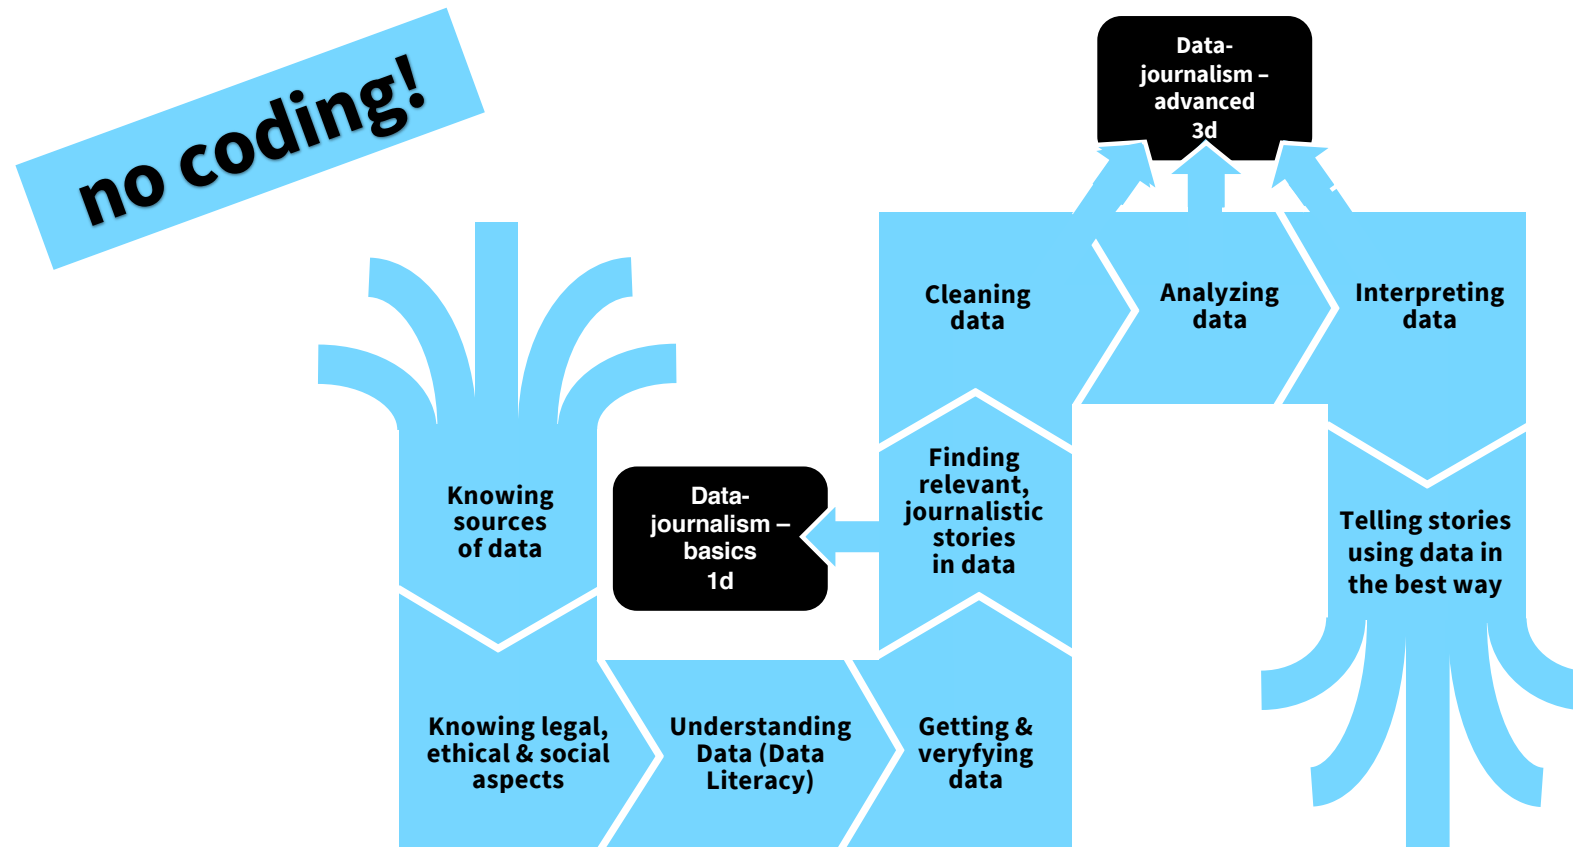 no coding!
Data-
journalism –
advanced
3d
Cleaning
data
Analyzing
data
Interpreting
data
Knowing
sources
of data
Data-
journalism –
basics
1d
Finding
relevant,
journalistic
stories
in data
Telling stories
using data in
the best way
Knowing legal,
ethical & social
aspects
Understanding
Data (Data
Literacy)
Getting &
veryfying
data